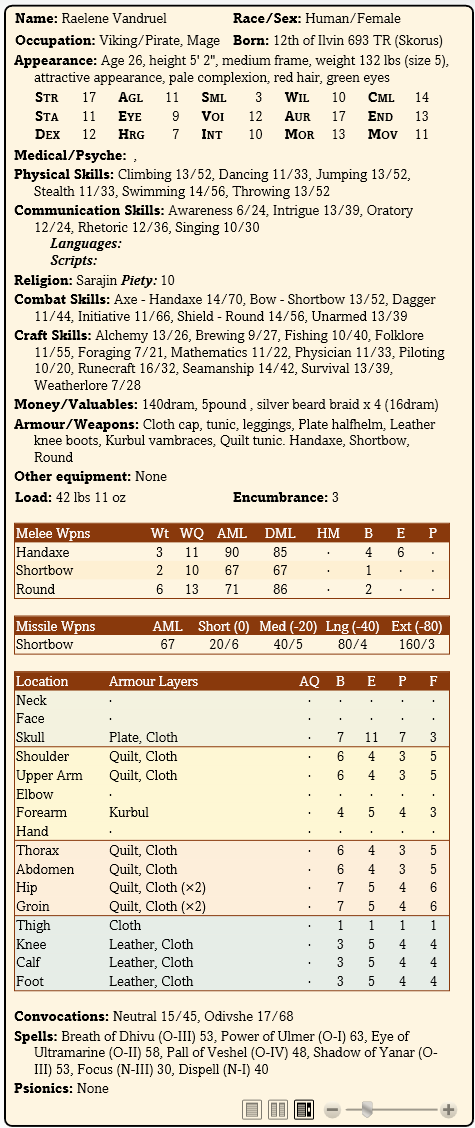 Name: Raelene Vandruel Race/Sex: Human/Female
Occupation: Viking/Pirate, Mage Born: 12th of Ilvin 693 TR (Skorus)
Appearance: Age 26, height 5' 2", medium frame, weight 132 lbs (size 5),
attractive appearance, pale complexion, red hair, green eyes
STR 17 AGL 11 SML 3 WIL 10 CML 14
STA 11 EYE 9 VOI 12 AUR 17 END 13
DEX 12 HRG 7 INT 10 MOR 13 MOV 11
Medical/Psyche: ,
Physical Skills: Climbing 13/52, Dancing 11/33, Jumping 13/52,
Stealth 11/33, Swimming 14/56, Throwing 13/52
Communication Skills: Awareness 6/24, Intrigue 13/39, Oratory
12/24, Rhetoric 12/36, Singing 10/30
Languages:
Scripts:
Religion: Sarajin Piety: 10
Combat Skills: Axe - Handaxe 14/70, Bow - Shortbow 13/52, Dagger
11/44, Initiative 11/66, Shield - Round 14/56, Unarmed 13/39
Craft Skills: Alchemy 13/26, Brewing 9/27, Fishing 10/40, Folklore
11/55, Foraging 7/21, Mathematics 11/22, Physician 11/33, Piloting
10/20, Runecraft 16/32, Seamanship 14/42, Survival 13/39,
Weatherlore 7/28
Money/Valuables: 140dram, 5pound , silver beard braid x 4 (16dram)
Armour/Weapons: Cloth cap, tunic, leggings, Plate halfhelm, Leather
knee boots, Kurbul vambraces, Quilt tunic. Handaxe, Shortbow,
Round
Other equipment: None
Load: 42 lbs 11 oz Encumbrance: 3
Melee Wpns Wt WQ AML DML HM B E P
Handaxe 3 11 90 85 · 4 6 ·
Shortbow 2 10 67 67 · 1 · ·
Round 6 13 71 86 · 2 · ·
Missile Wpns AML Short (0) Med (-20) Lng (-40) Ext (-80)
Shortbow 67 20/6 40/5 80/4 160/3
Location Armour Layers AQ B E P F
Neck · · · · · ·
Face · · · · · ·
Skull Plate, Cloth · 7 11 7 3
Shoulder Quilt, Cloth · 6 4 3 5
Upper Arm Quilt, Cloth · 6 4 3 5
Elbow · · · · · ·
Forearm Kurbul · 4 5 4 3
Hand · · · · · ·
Thorax Quilt, Cloth · 6 4 3 5
Abdomen Quilt, Cloth · 6 4 3 5
Hip Quilt, Cloth (×2) · 7 5 4 6
Groin Quilt, Cloth (×2) · 7 5 4 6
Thigh Cloth · 1 1 1 1
Knee Leather, Cloth · 3 5 4 4
Calf Leather, Cloth · 3 5 4 4
Foot Leather, Cloth · 3 5 4 4
Convocations: Neutral 15/45, Odivshe 17/68
Spells: Breath of Dhivu (O-III) 53, Power of Ulmer (O-I) 63, Eye of
Ultramarine (O-II) 58, Pall of Veshel (O-IV) 48, Shadow of Yanar (O-
III) 53, Focus (N-III) 30, Dispell (N-I) 40
Psionics: None